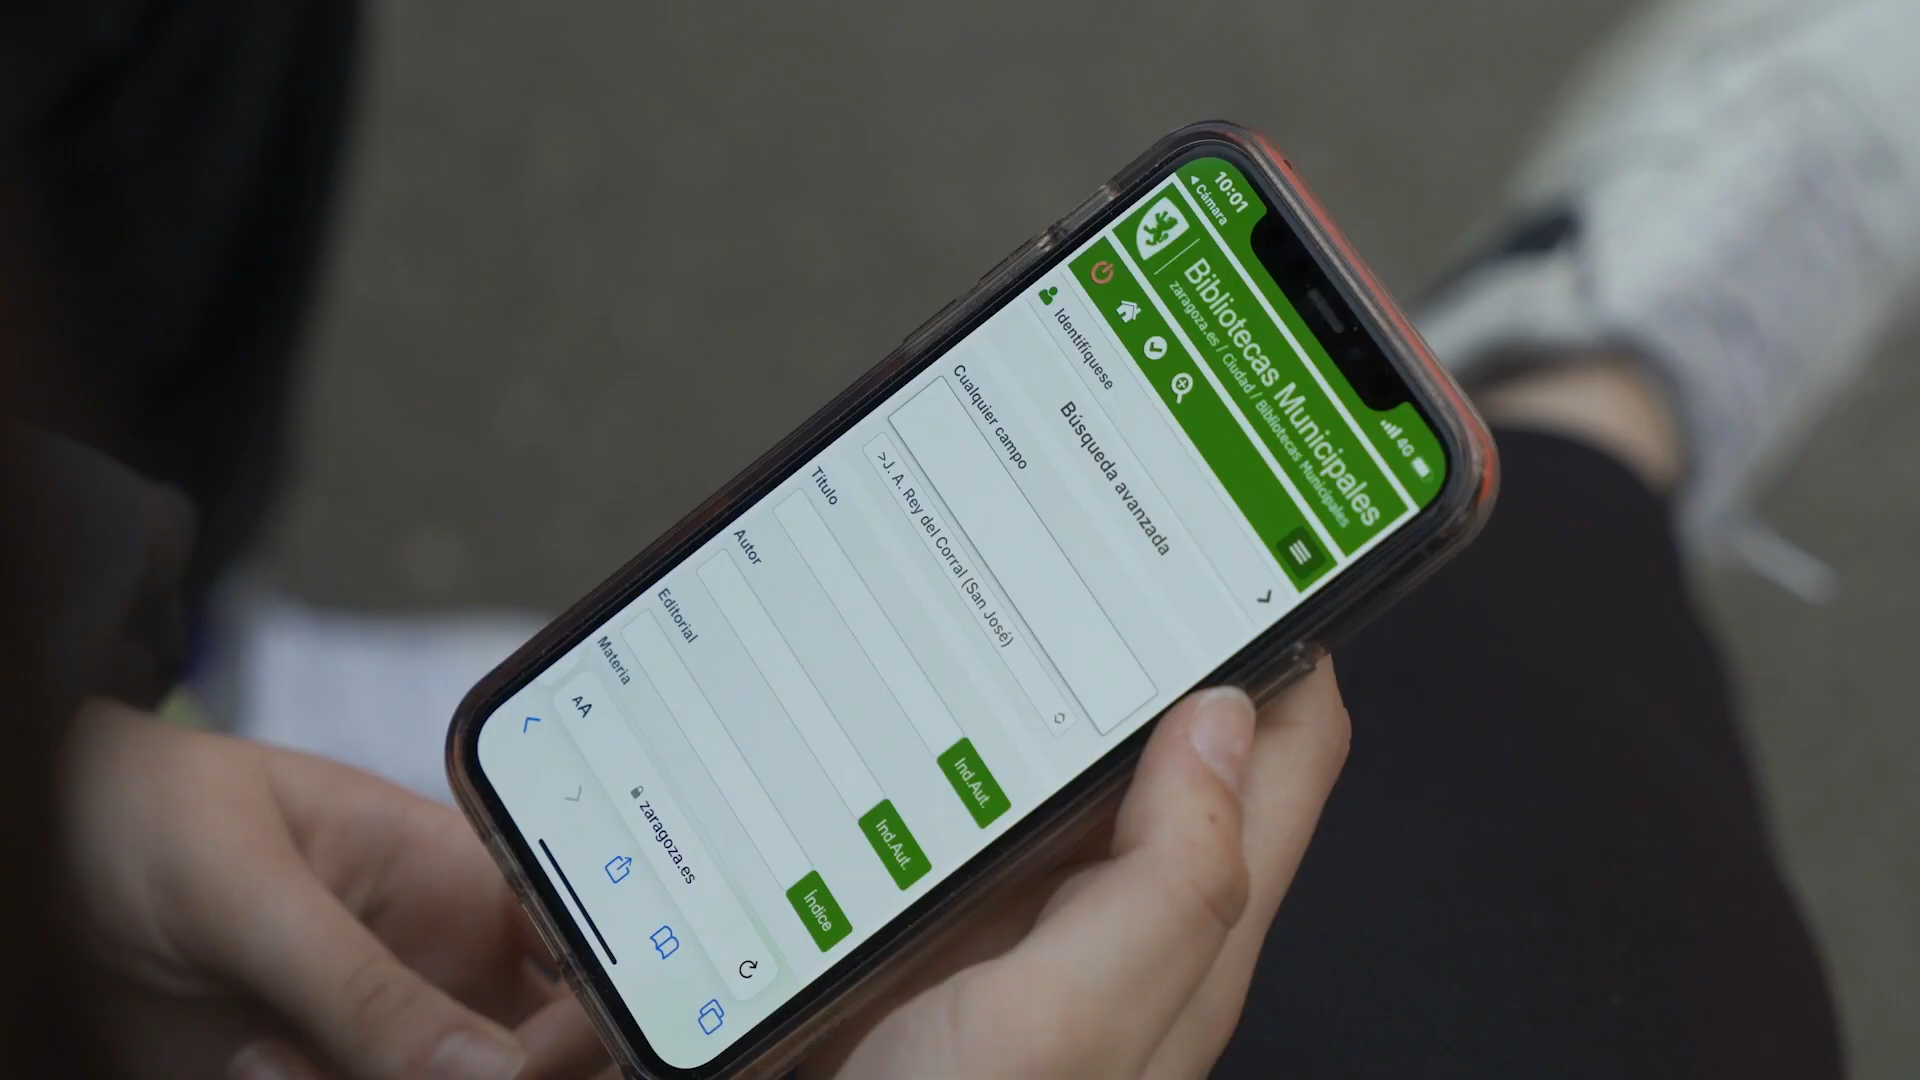 10:01
Cámara
4G
Bibliotecas Municipales
zaragoza.es / Ciudad / Bibliotecas Municipales
Identifíquese
Búsqueda avanzada
Cualquier campo
>J. A. Rey del Corral (San José)
Título
Ind.Aut.
Autor
Ind.Aut.
Editorial
Índice
Materia
AA
zaragoza.es